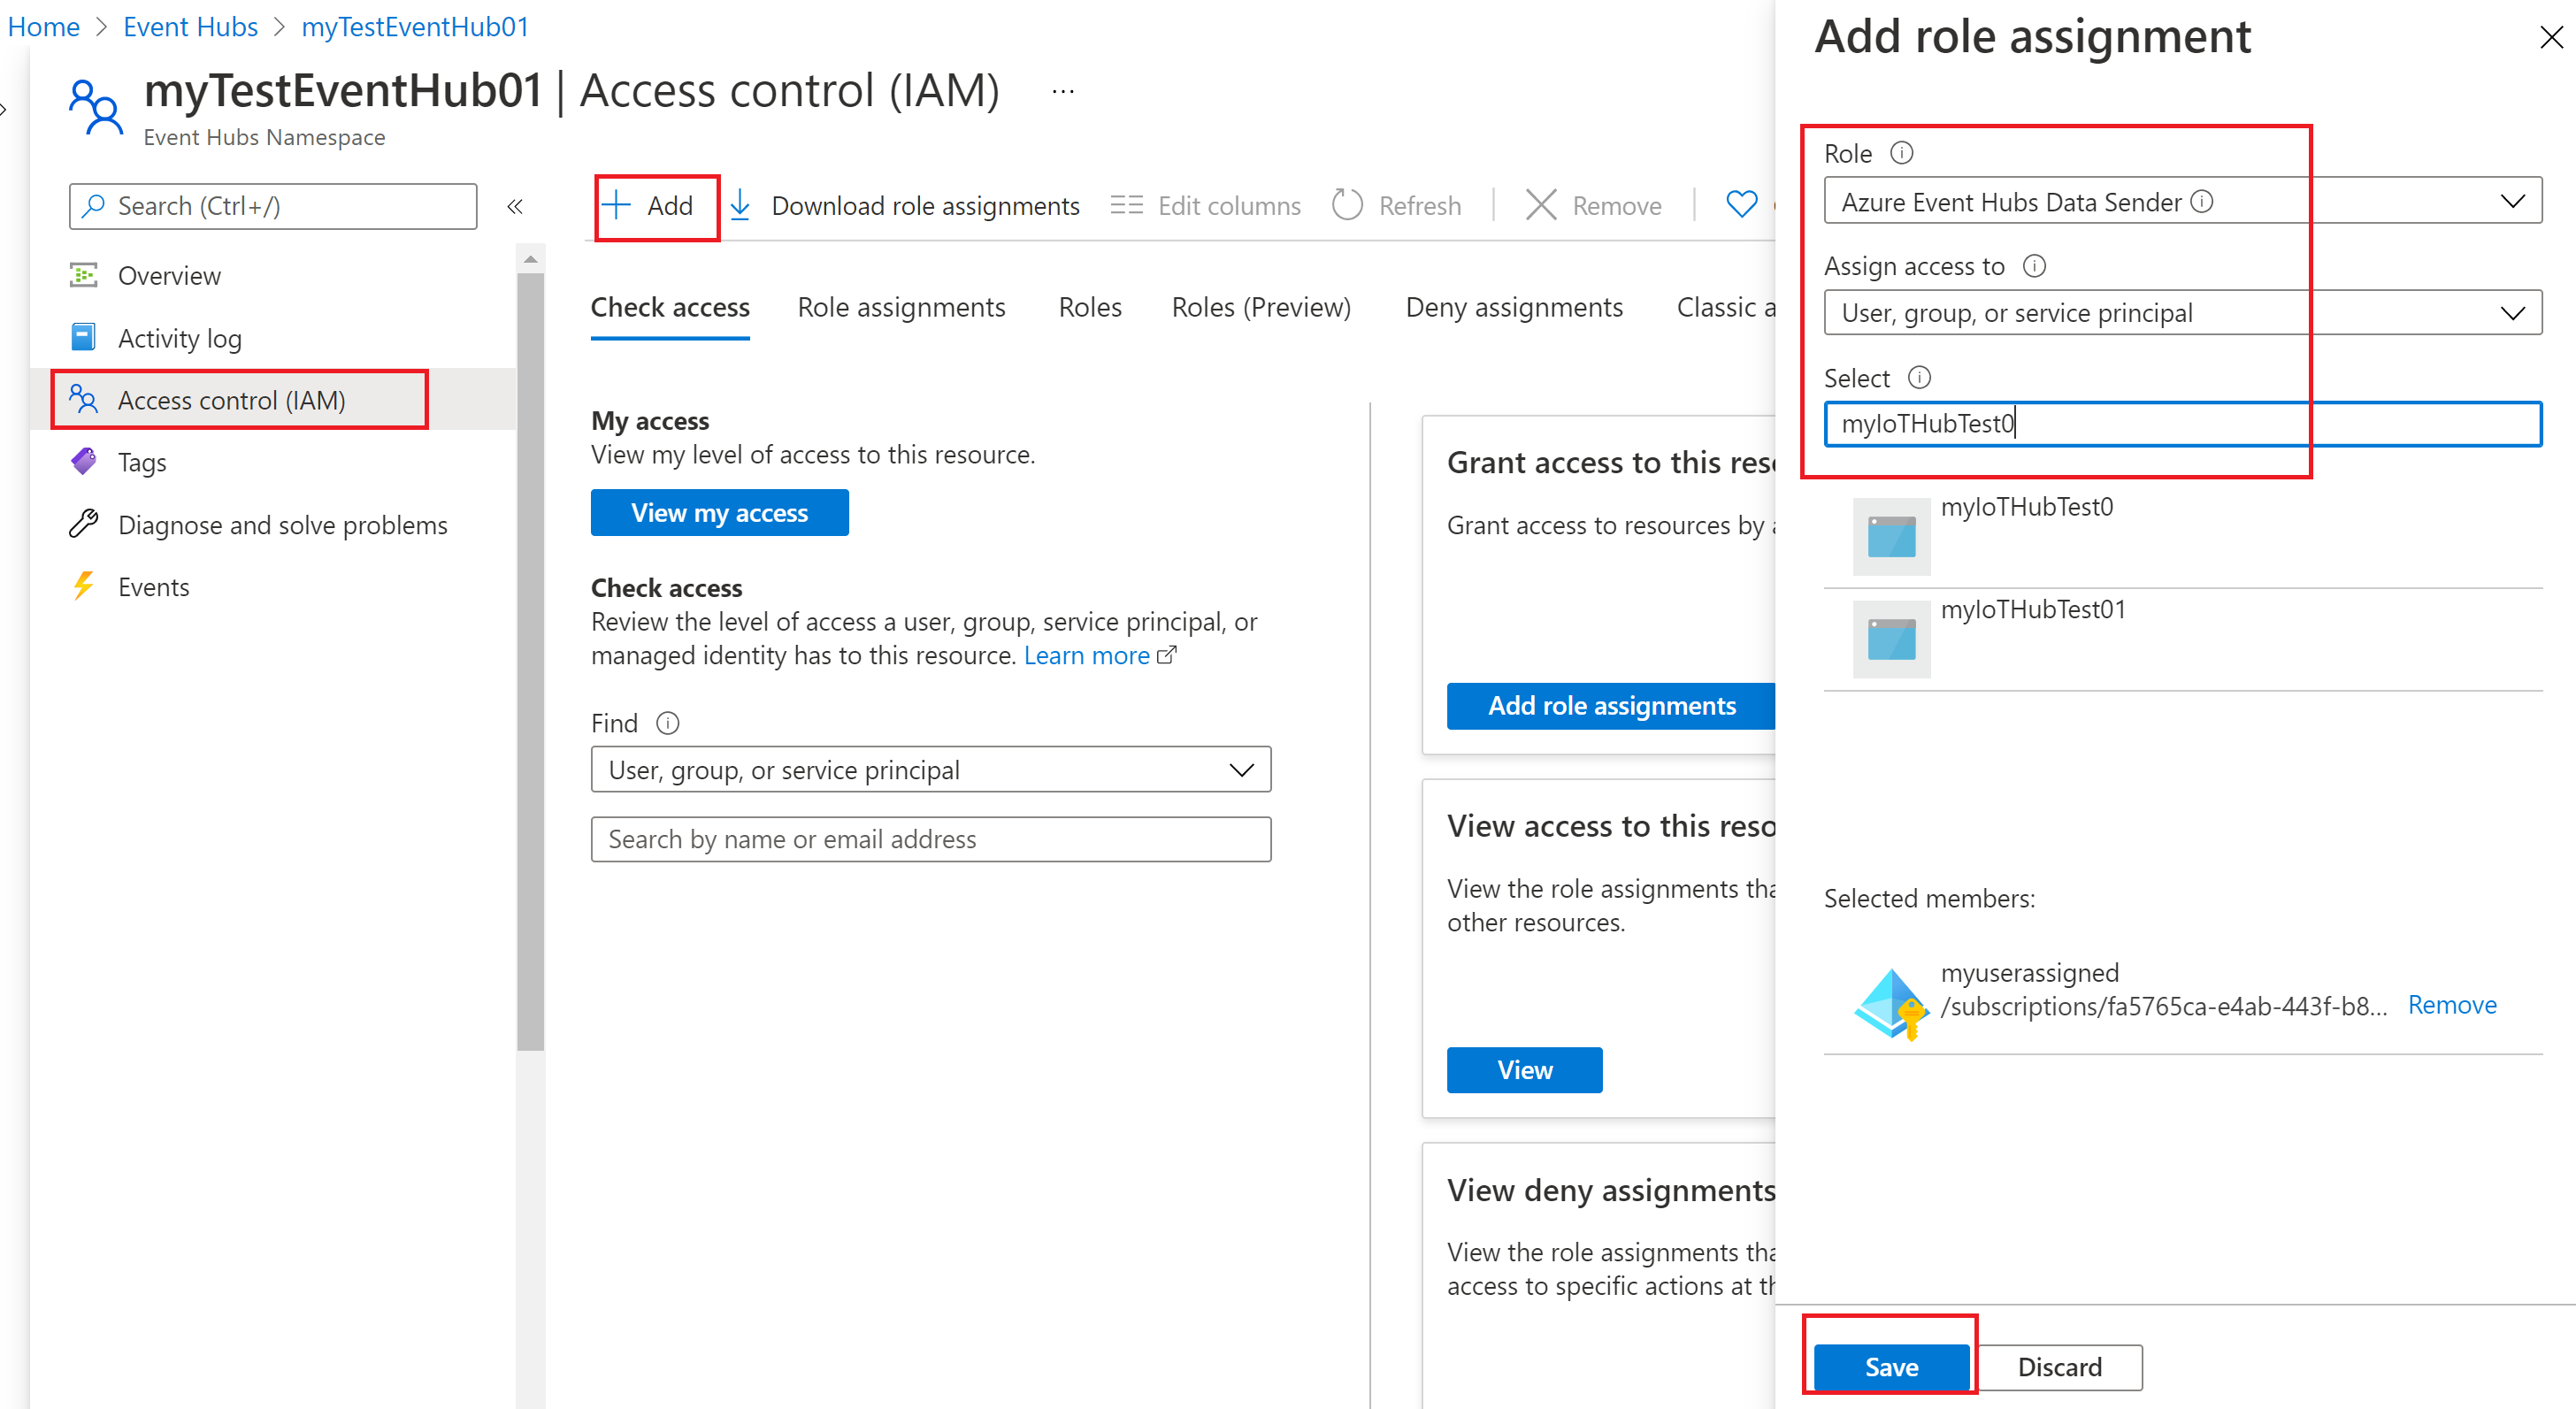 Home > Event Hubs > myTestEventHub01
myTestEventHub01 | Access control (IAM) ...
Event Hubs Namespace
Search (Ctrl+/)
Overview
Activity log
Access control (IAM)
Tags
Diagnose and solve problems
Events
Add
Download role assignments
Edit columns
Refresh
Remove
Check access
Role assignments
Roles
Roles (Preview)
Deny assignments
Classic a
My access
View my level of access to this resource.
View my access
Check access
Review the level of access a user, group, service principal, or
managed identity has to this resource. Learn more
Find
User, group, or service principal
Search by name or email address
Grant access to this
Grant access to resources by
Add role assignments
View access to this
View the role assignments
other resources.
View
View deny assignments
View the role assignments
access to specific actions at
Add role assignment
Role
Azure Event Hubs Data Sender
Assign access to
User, group, or service principal
Select
myIoTHubTest0
myIoTHubTest0
myIoTHubTest01
Selected members:
myuserassigned
/subscriptions/fa5765ca-e4ab-443f-b8... Remove
Save
Discard